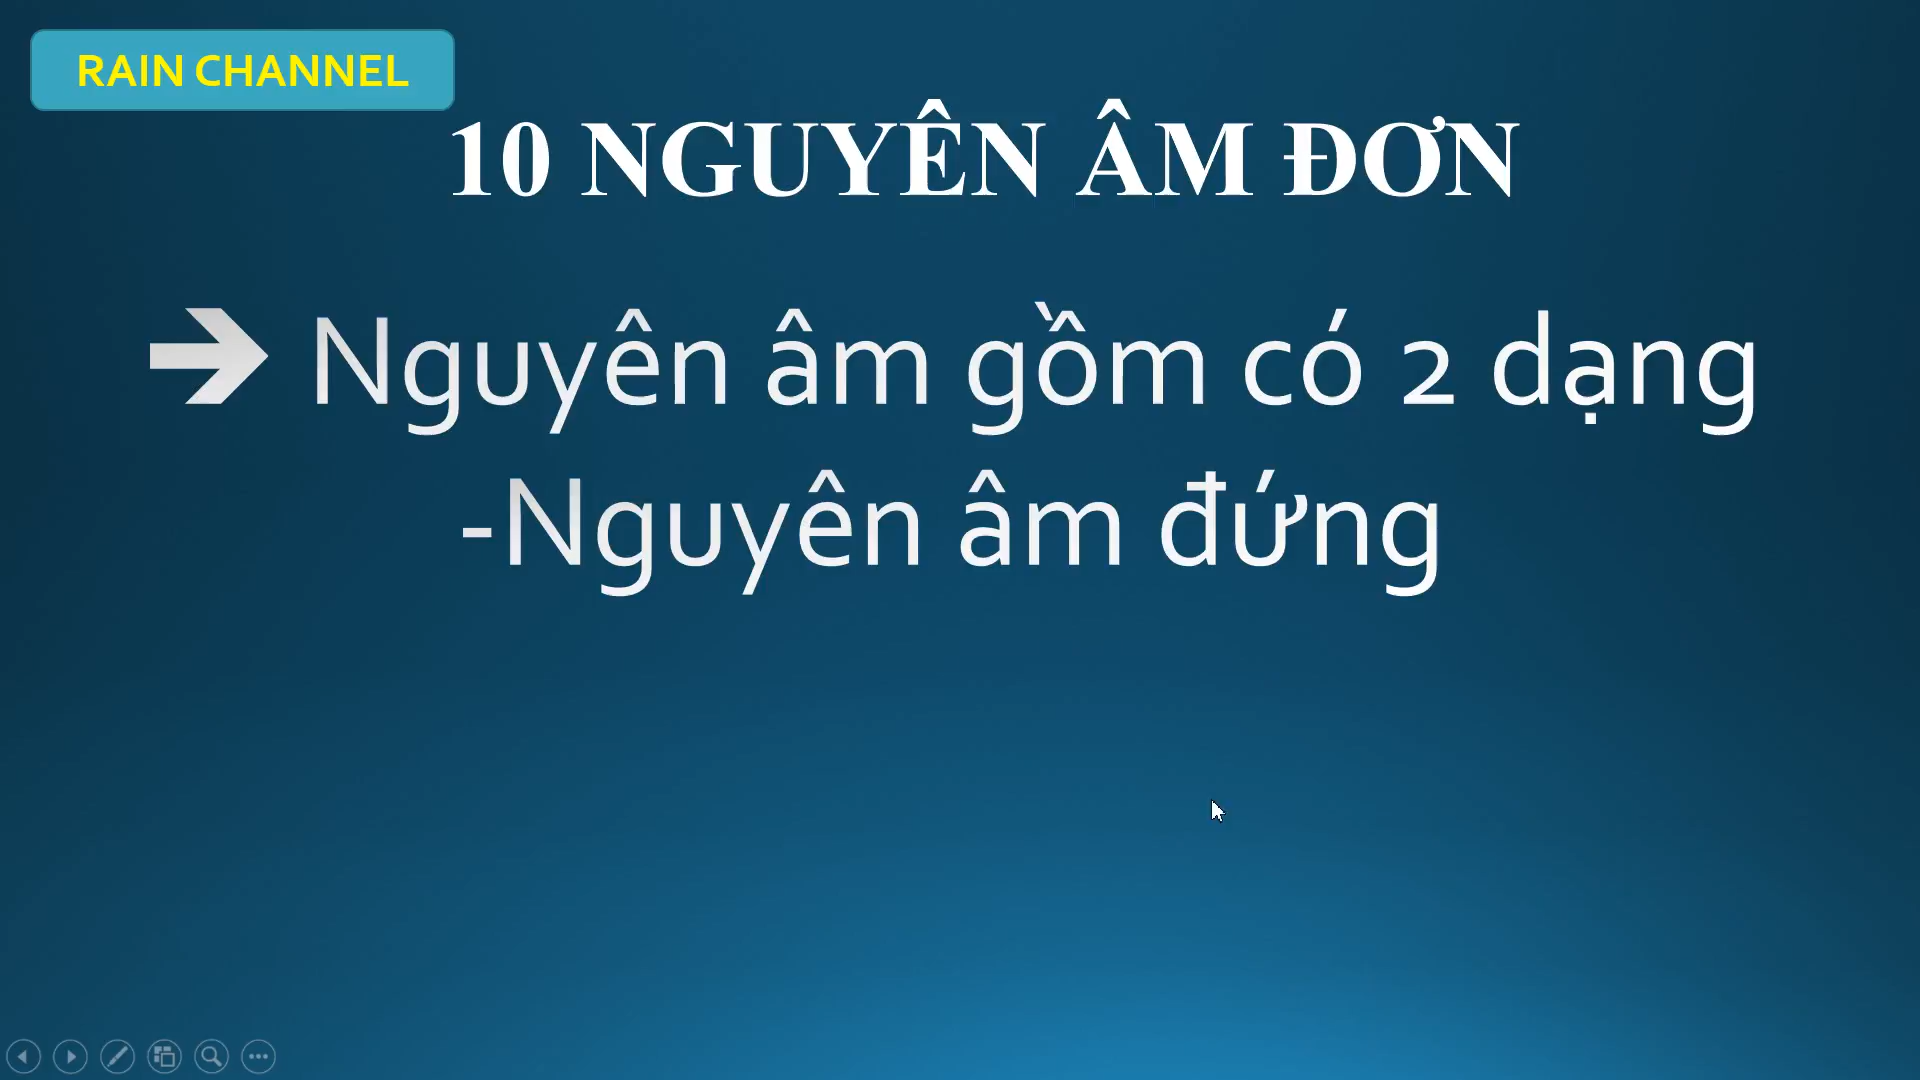 RAIN CHANNEL
10 NGUYÊN ÂM ĐƠN
➔ Nguyên âm gồm có 2 dạng
-Nguyên âm đứng